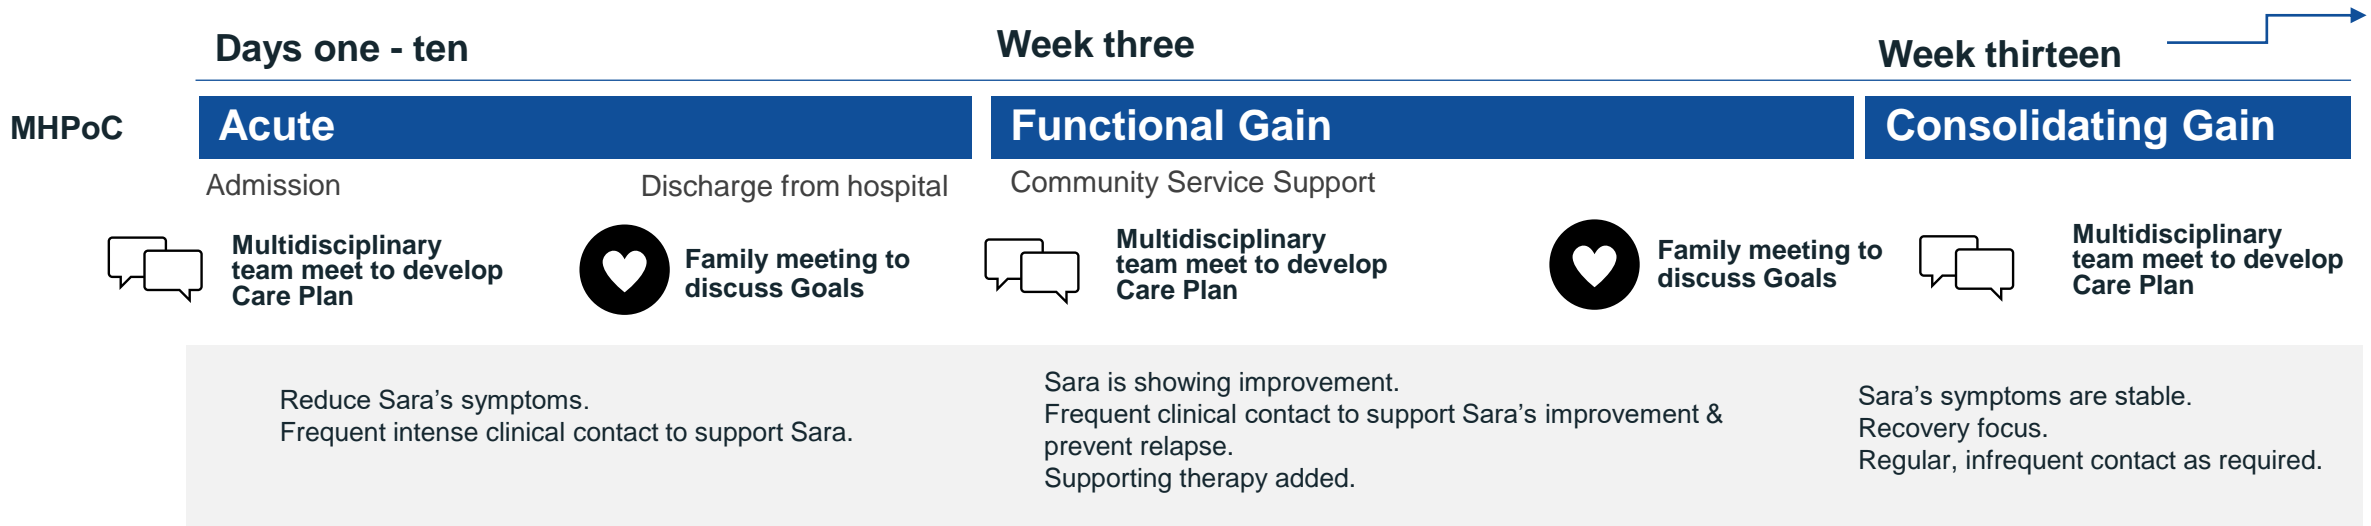 Days one - ten
Week three
Week thirteen
MHPoC
Acute
Functional Gain
Consolidating Gain
Admission
Discharge from hospital
Community Service Support
Multidisciplinary
team meet to develop
Care Plan
Family meeting to
discuss Goals
Multidisciplinary
team meet to develop
Care Plan
Family meeting to
discuss Goals
Multidisciplinary
team meet to develop
Care Plan
Reduce Sara’s symptoms.
Frequent intense clinical contact to support Sara.
Sara is showing improvement.
Frequent clinical contact to support Sara’s improvement &
prevent relapse.
Supporting therapy added.
Sara’s symptoms are stable.
Recovery focus.
Regular, infrequent contact as required.